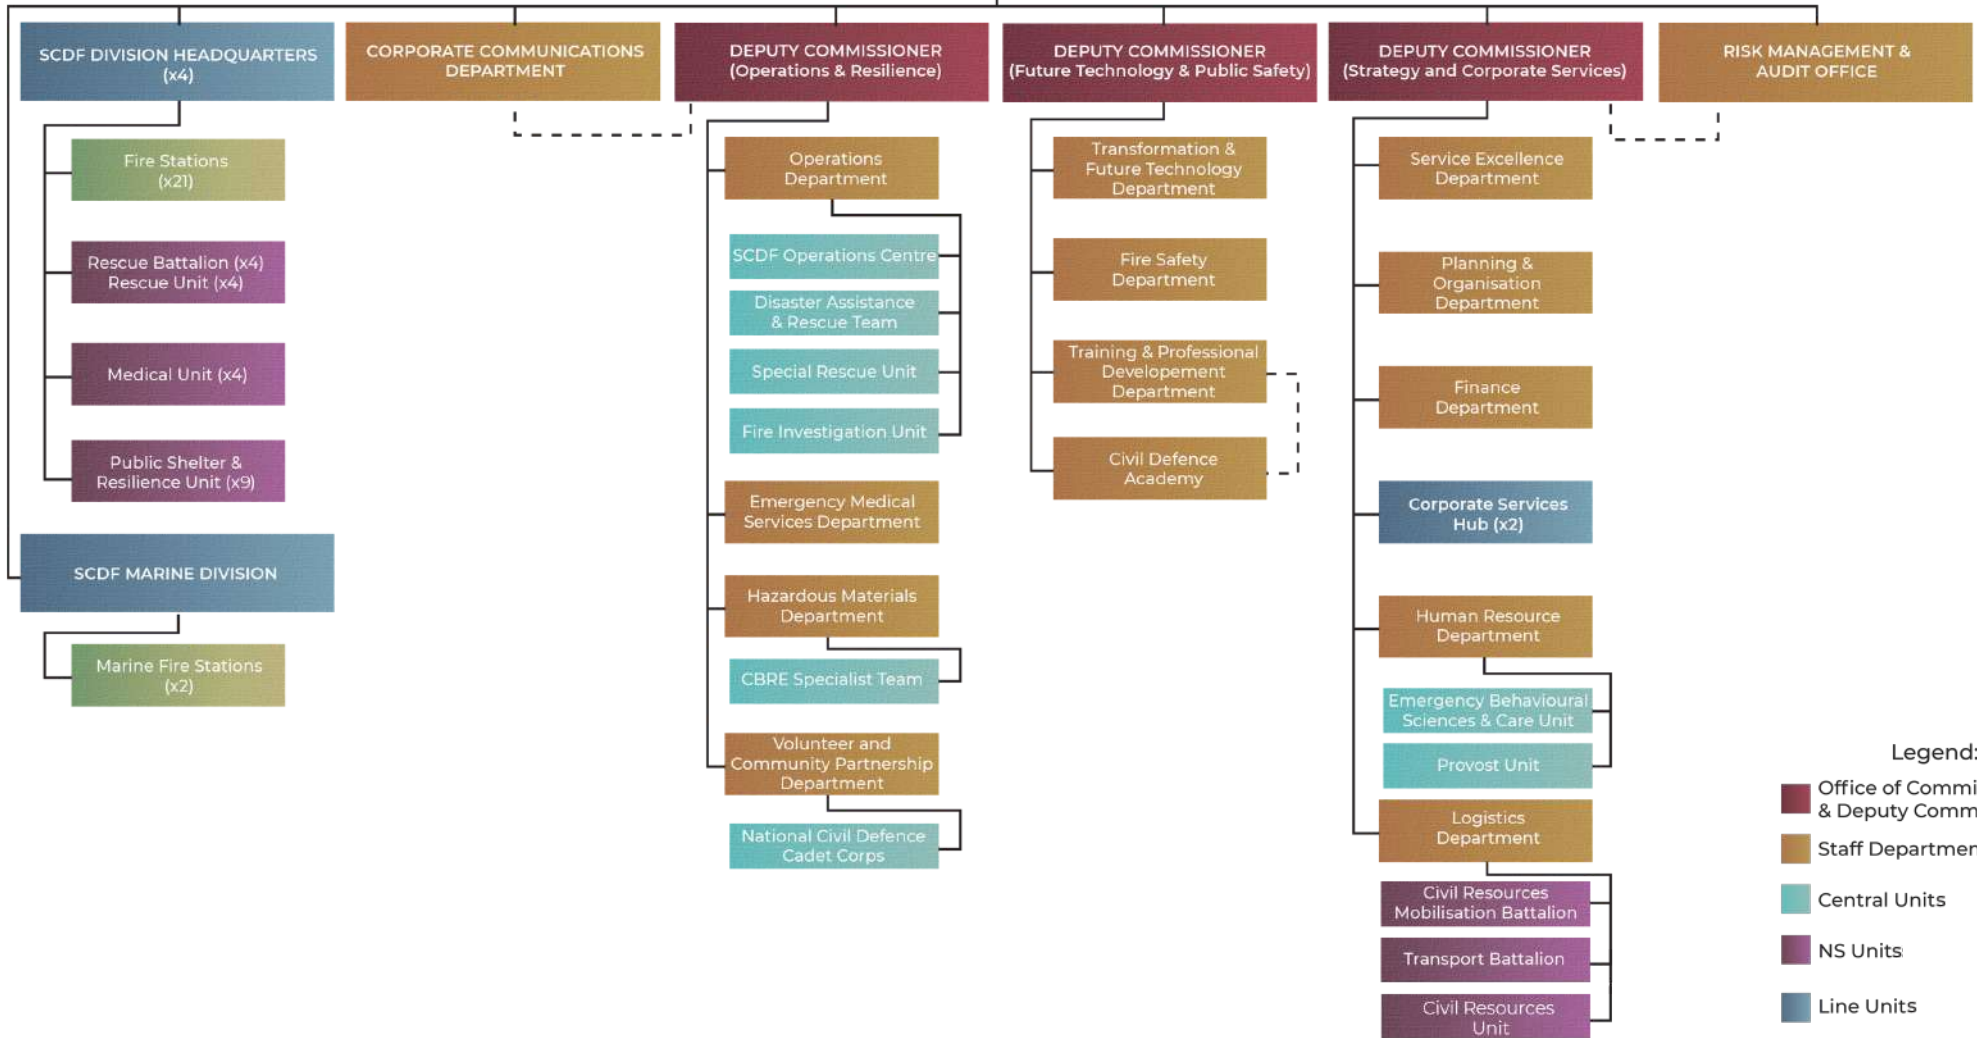 SCDF DIVISION HEADQUARTERS
(x4)
CORPORATE COMMUNICATIONS
DEPARTMENT
DEPUTY COMMISSIONER
(Operations & Resilience)
DEPUTY COMMISSIONER
(Future Technology & Public Safety)
DEPUTY COMMISSIONER
(Strategy and Corporate Services)
RISK MANAGEMENT &
AUDIT OFFICE
Fire Stations
(x21)
Rescue Battalion (x4)
Rescue Unit (x4)
Medical Unit (x4)
Public Shelter &
Resilience Unit (x9)
SCDF MARINE DIVISION
Marine Fire Stations
(x2)
Operations
Department
SCDF Operations Centre
Disaster Assistance
& Rescue Team
Special Rescue Unit
Fire Investigation Unit
Emergency Medical
Services Department
Hazardous Materials
Department
CBRE Specialist Team
Volunteer and
Community Partnership
Department
National Civil Defence
Cadet Corps
Transformation &
Future Technology
Department
Fire Safety
Department
Training & Professional
Developement
Department
Civil Defence
Academy
Service Excellence
Department
Planning &
Organisation
Department
Finance
Department
Corporate Services
Hub (x2)
Human Resource
Department
Emergency Behavioural
Sciences & Care Unit
Provost Unit
Logistics
Department
Civil Resources
Mobilisation Battalion
Transport Battalion
Civil Resources
Unit
Legend:
Office of Commi
& Deputy Comm
Staff Departmen
Central Units
NS Units
Line Units